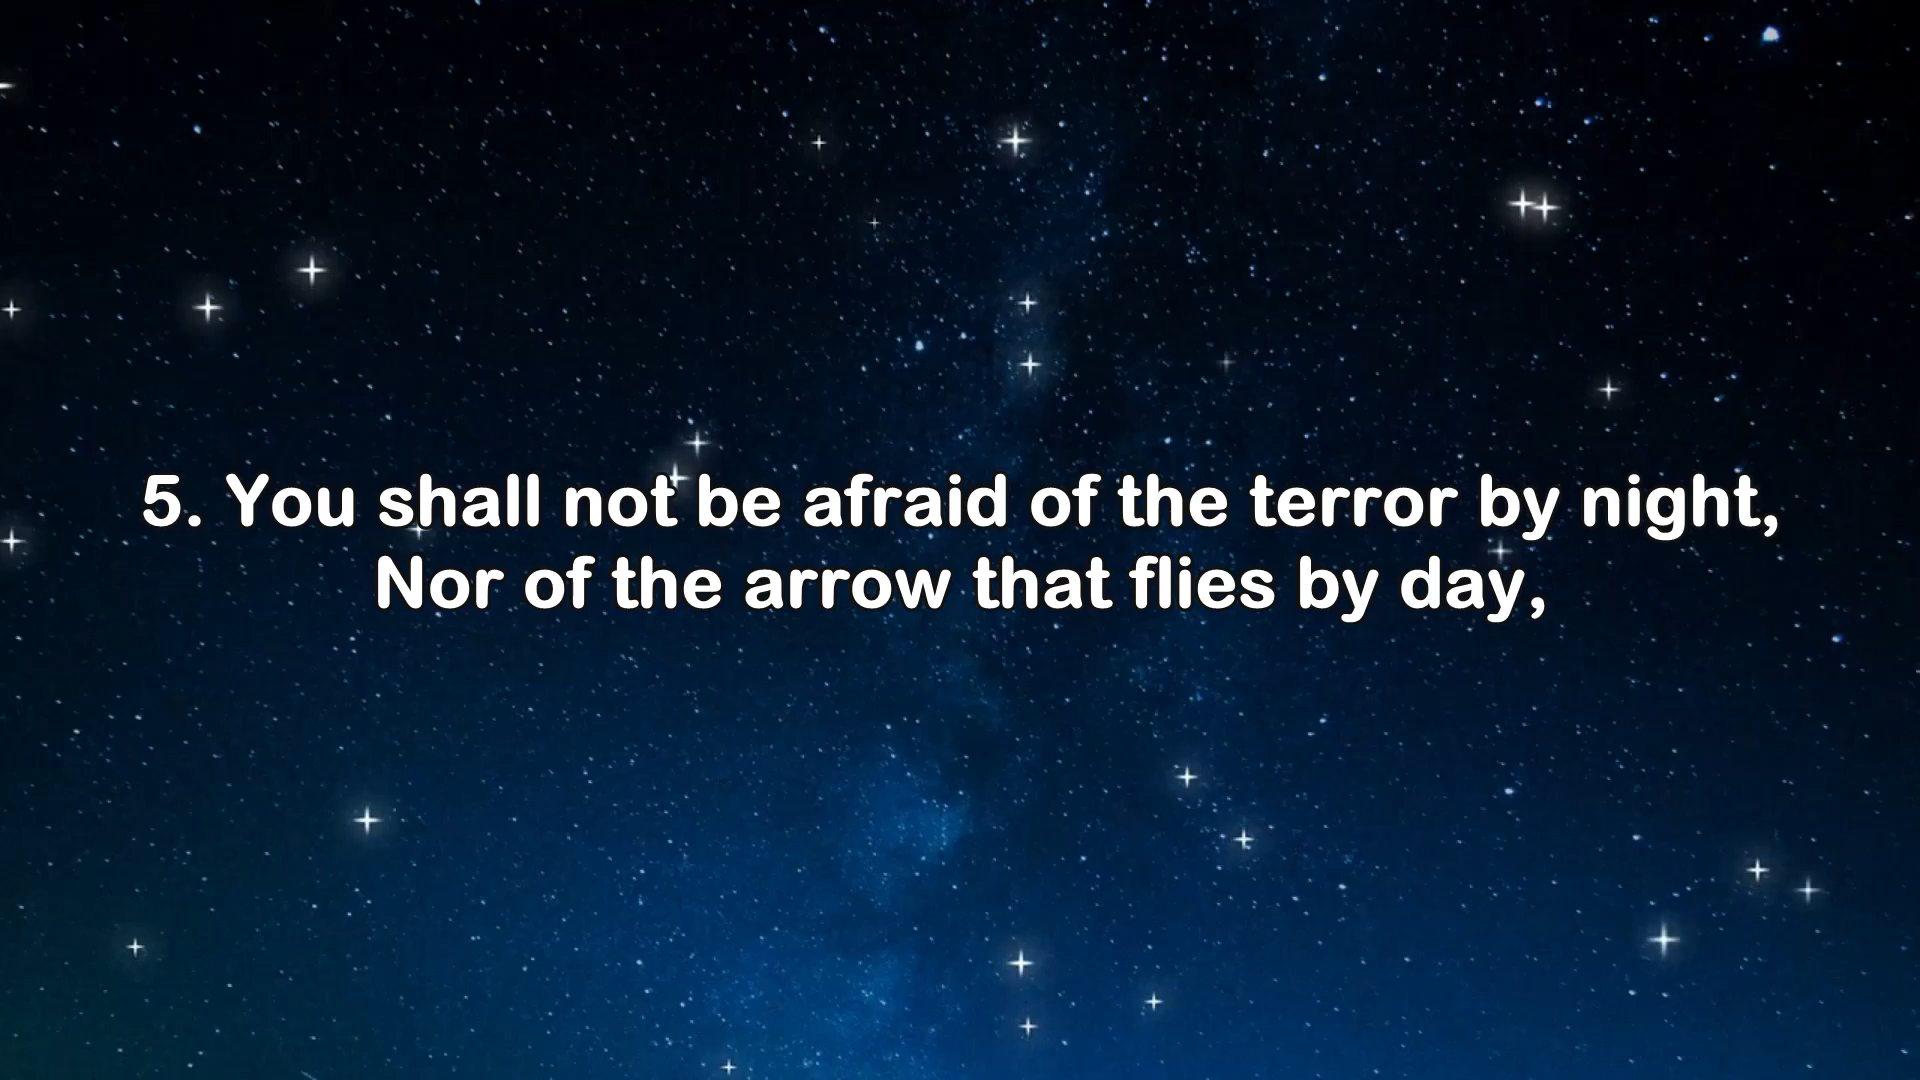 5. You shall not be afraid of the terror by night,
Nor of the arrow that flies by day,